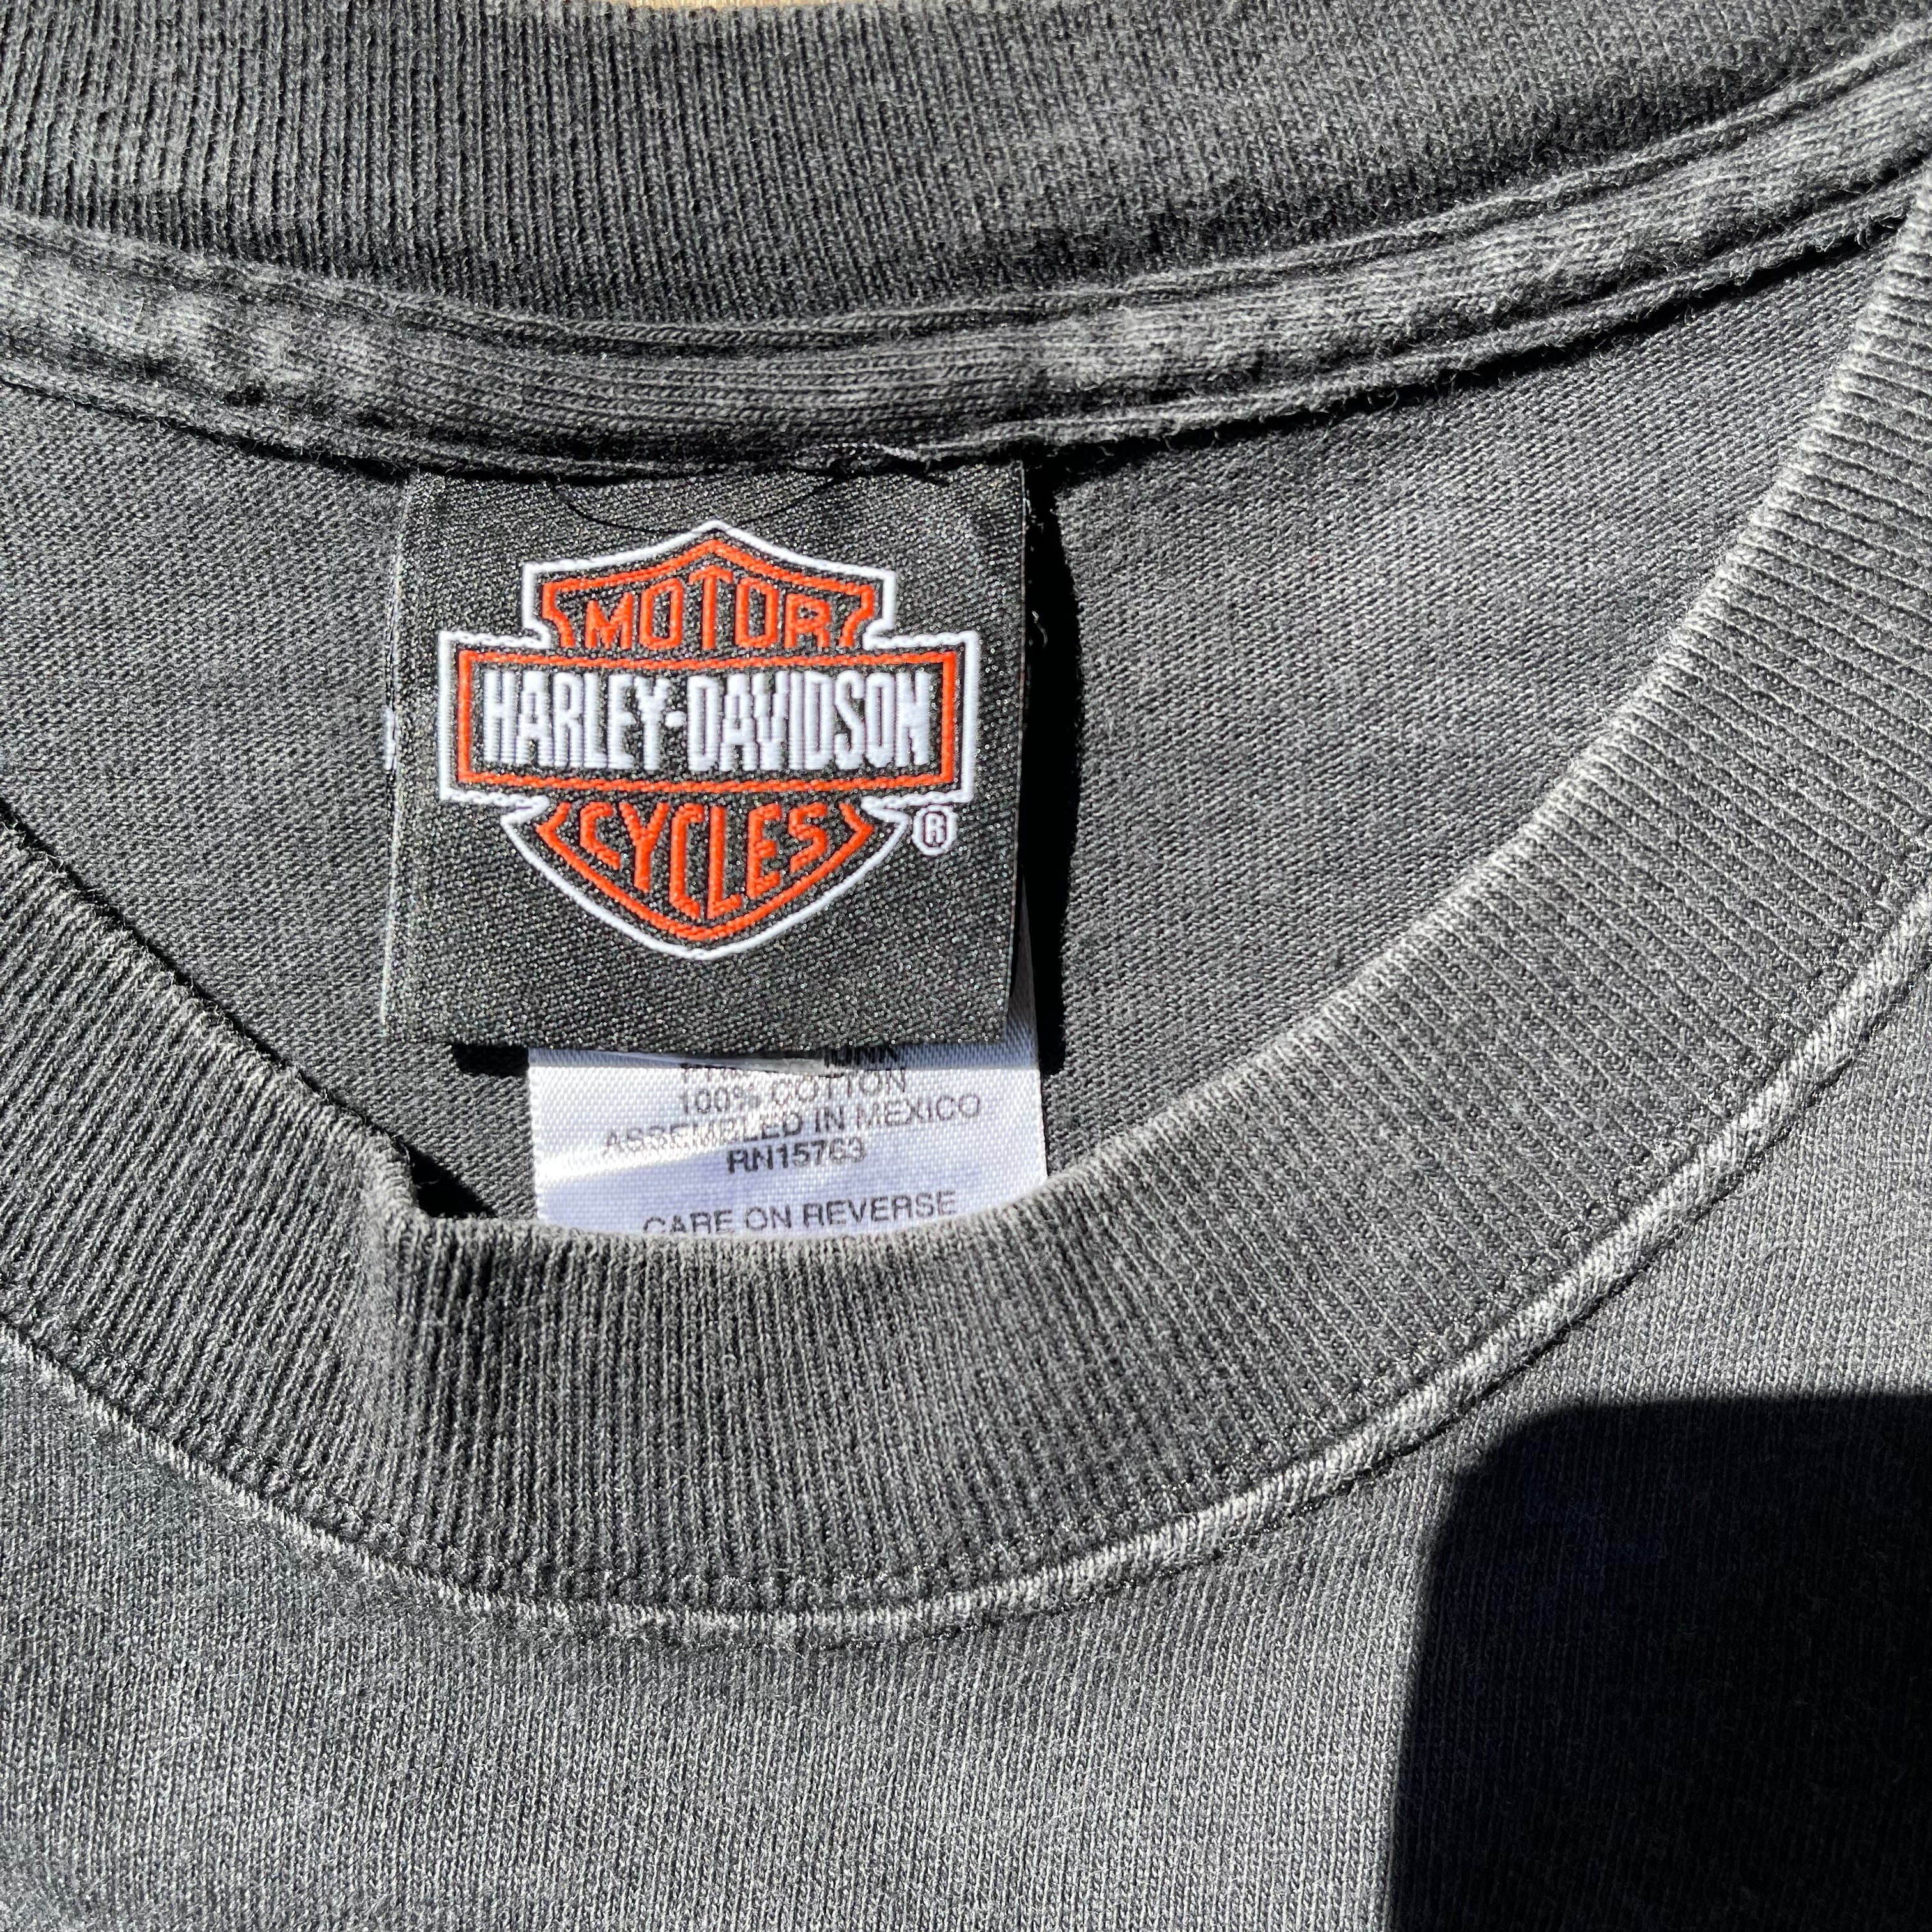 MOTOR
HARLEY-DAVIDSON
CYCLES
®
100% COTTON
ASSEMBLED IN MEXICO
RN15763
CARE ON REVERSE